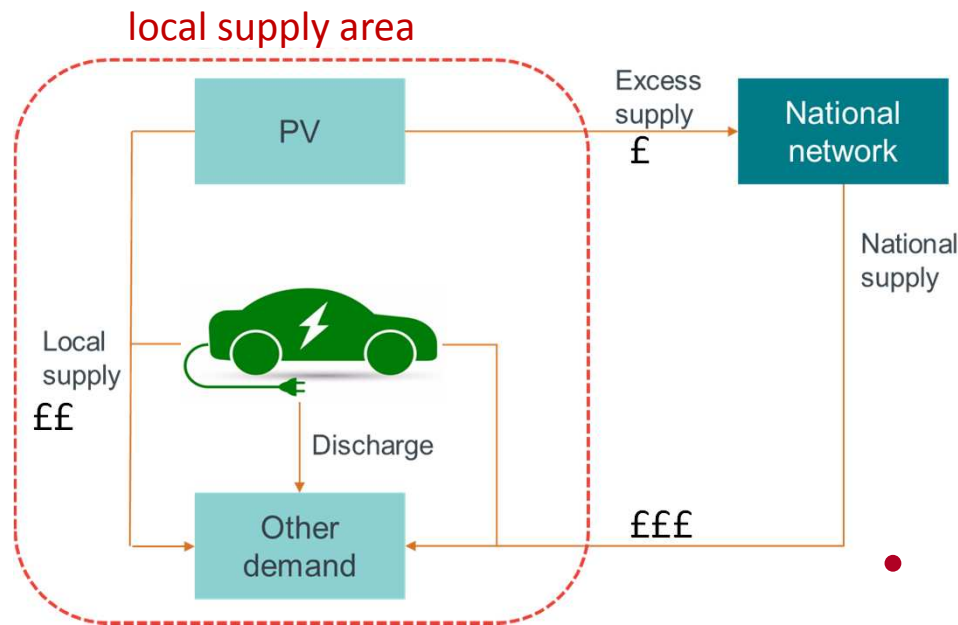 local supply area
PV
Excess
supply
£
National
network
National
supply
Local
supply
££
Discharge
Other
demand
£££